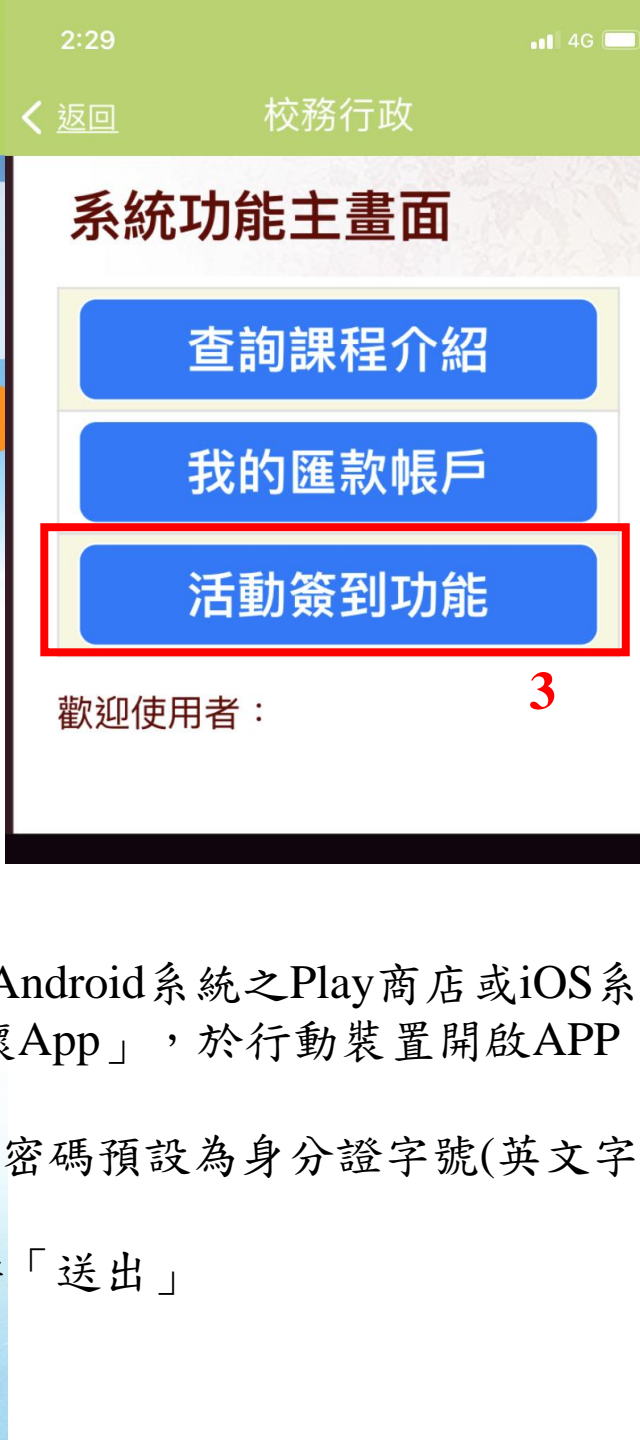 2:29
4G
返回
校務行政
系統功能主畫面
查詢課程介紹
我的匯款帳戶
活動簽到功能
3
歡迎使用者：
Android系統之Play商店或iOS系
App」，於行動裝置開啟APP
密碼預設為身分證字號(英文字
「送出」